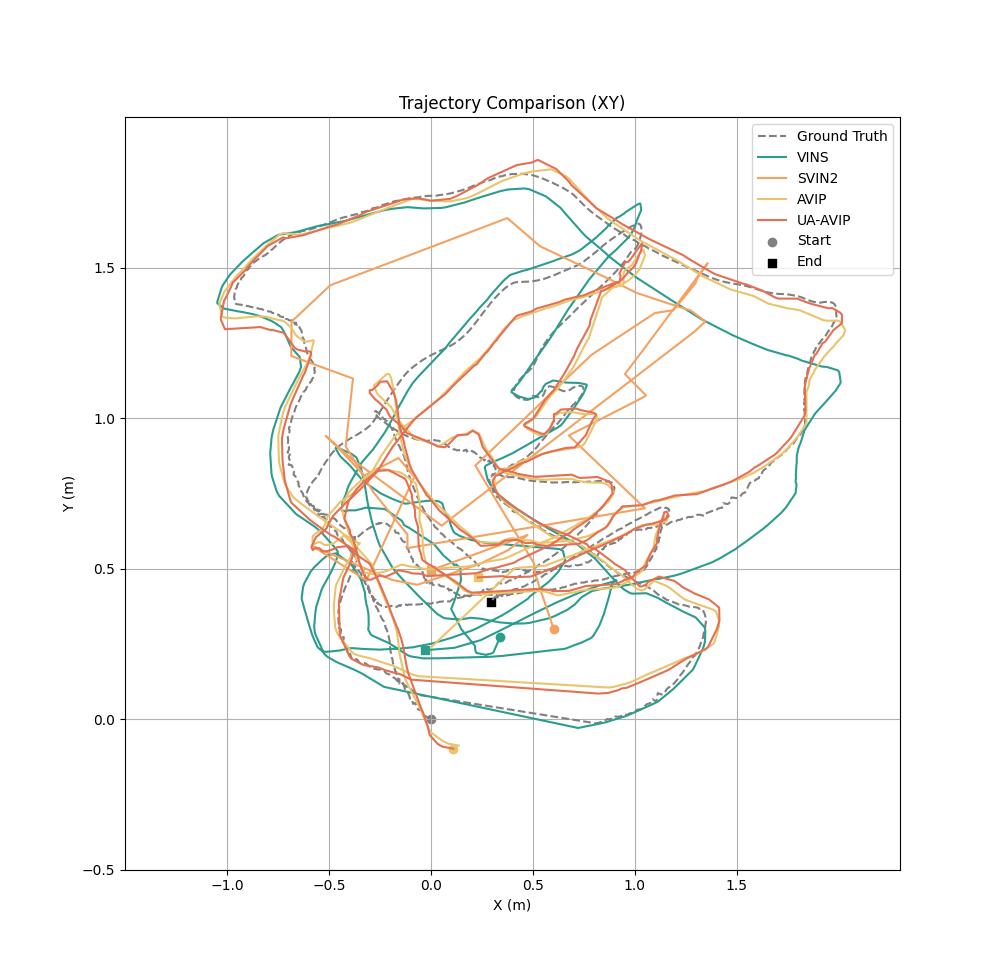 Trajectory Comparison (XY)
Ground Truth
VINS
SVIN2
AVIP
UA-AVIP
Start
End
Y (m)
1.5
1.0
0.5
0.0
−0.5
−1.0
−0.5
0.0
0.5
1.0
1.5
X (m)